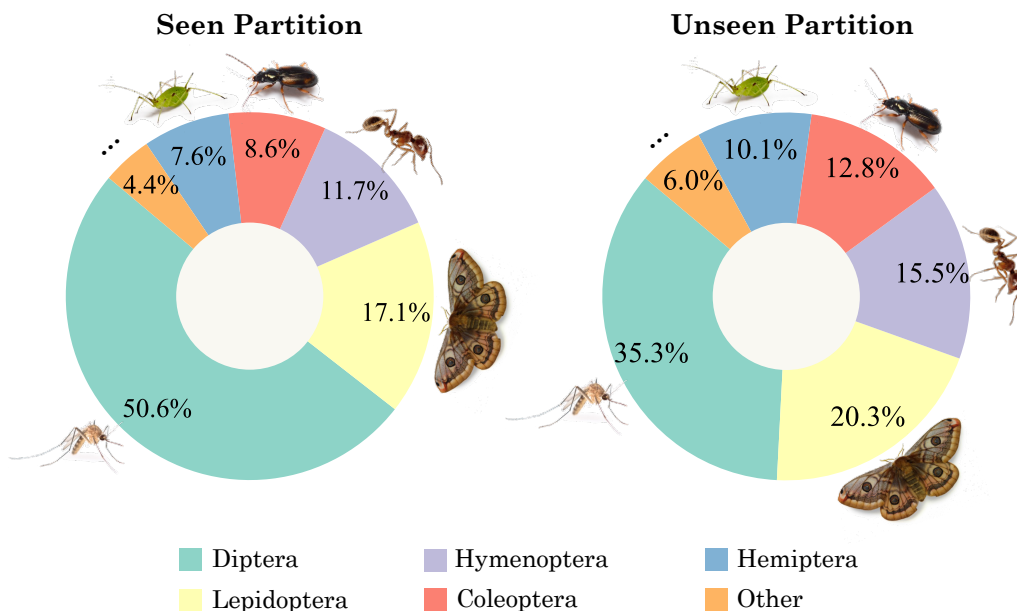 Seen Partition
Unseen Partition
...
7.6%
8.6%
4.4%
11.7%
17.1%
50.6%
...
10.1%
12.8%
6.0%
15.5%
35.3%
20.3%
Diptera
Hymenoptera
Hemiptera
Lepidoptera
Coleoptera
Other